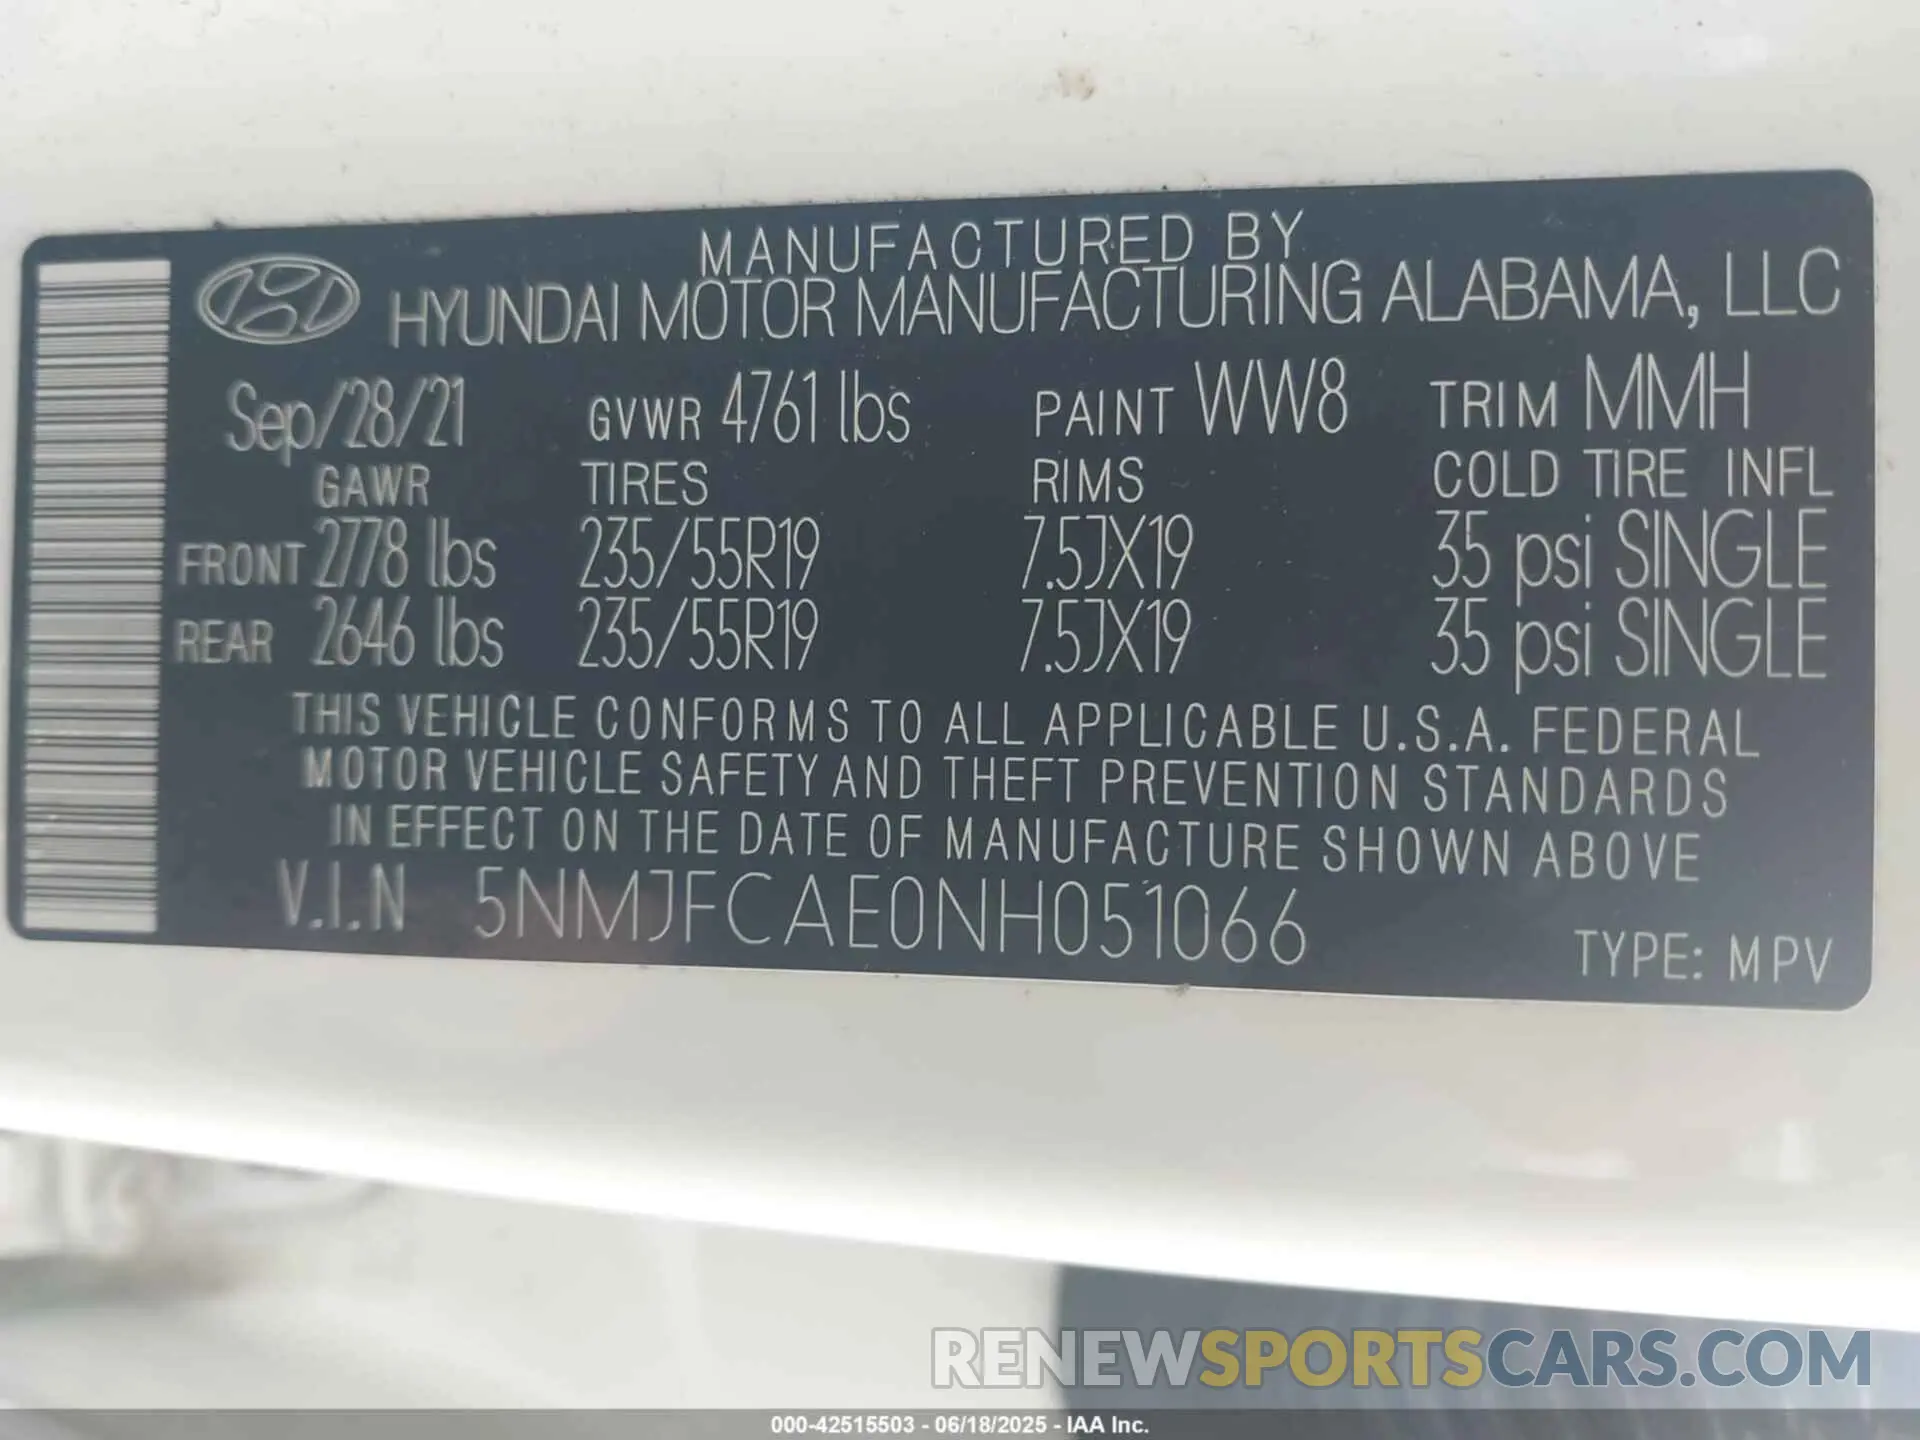 MANUFACTURED BY
HYUNDAI MOTOR MANUFACTURING ALABAMA, LLC
Sep/28/21 GVWR 4761 lbs PAINT WW8 TRIM MMH
GAWR TIRES RIMS COLD TIRE INFL
FRONT 2778 lbs 235/55R19 7.5JX19 35 psi SINGLE
REAR 2646 lbs 235/55R19 7.5JX19 35 psi SINGLE
THIS VEHICLE CONFORMS TO ALL APPLICABLE U.S.A. FEDERAL
MOTOR VEHICLE SAFETY AND THEFT PREVENTION STANDARDS
IN EFFECT ON THE DATE OF MANUFACTURE SHOWN ABOVE
V.I.N 5NMJFCAE0NH051066 TYPE: MPV
RENEWSPORTSCARS.COM
000-42515503 - 06/18/2025 - IAA Inc.